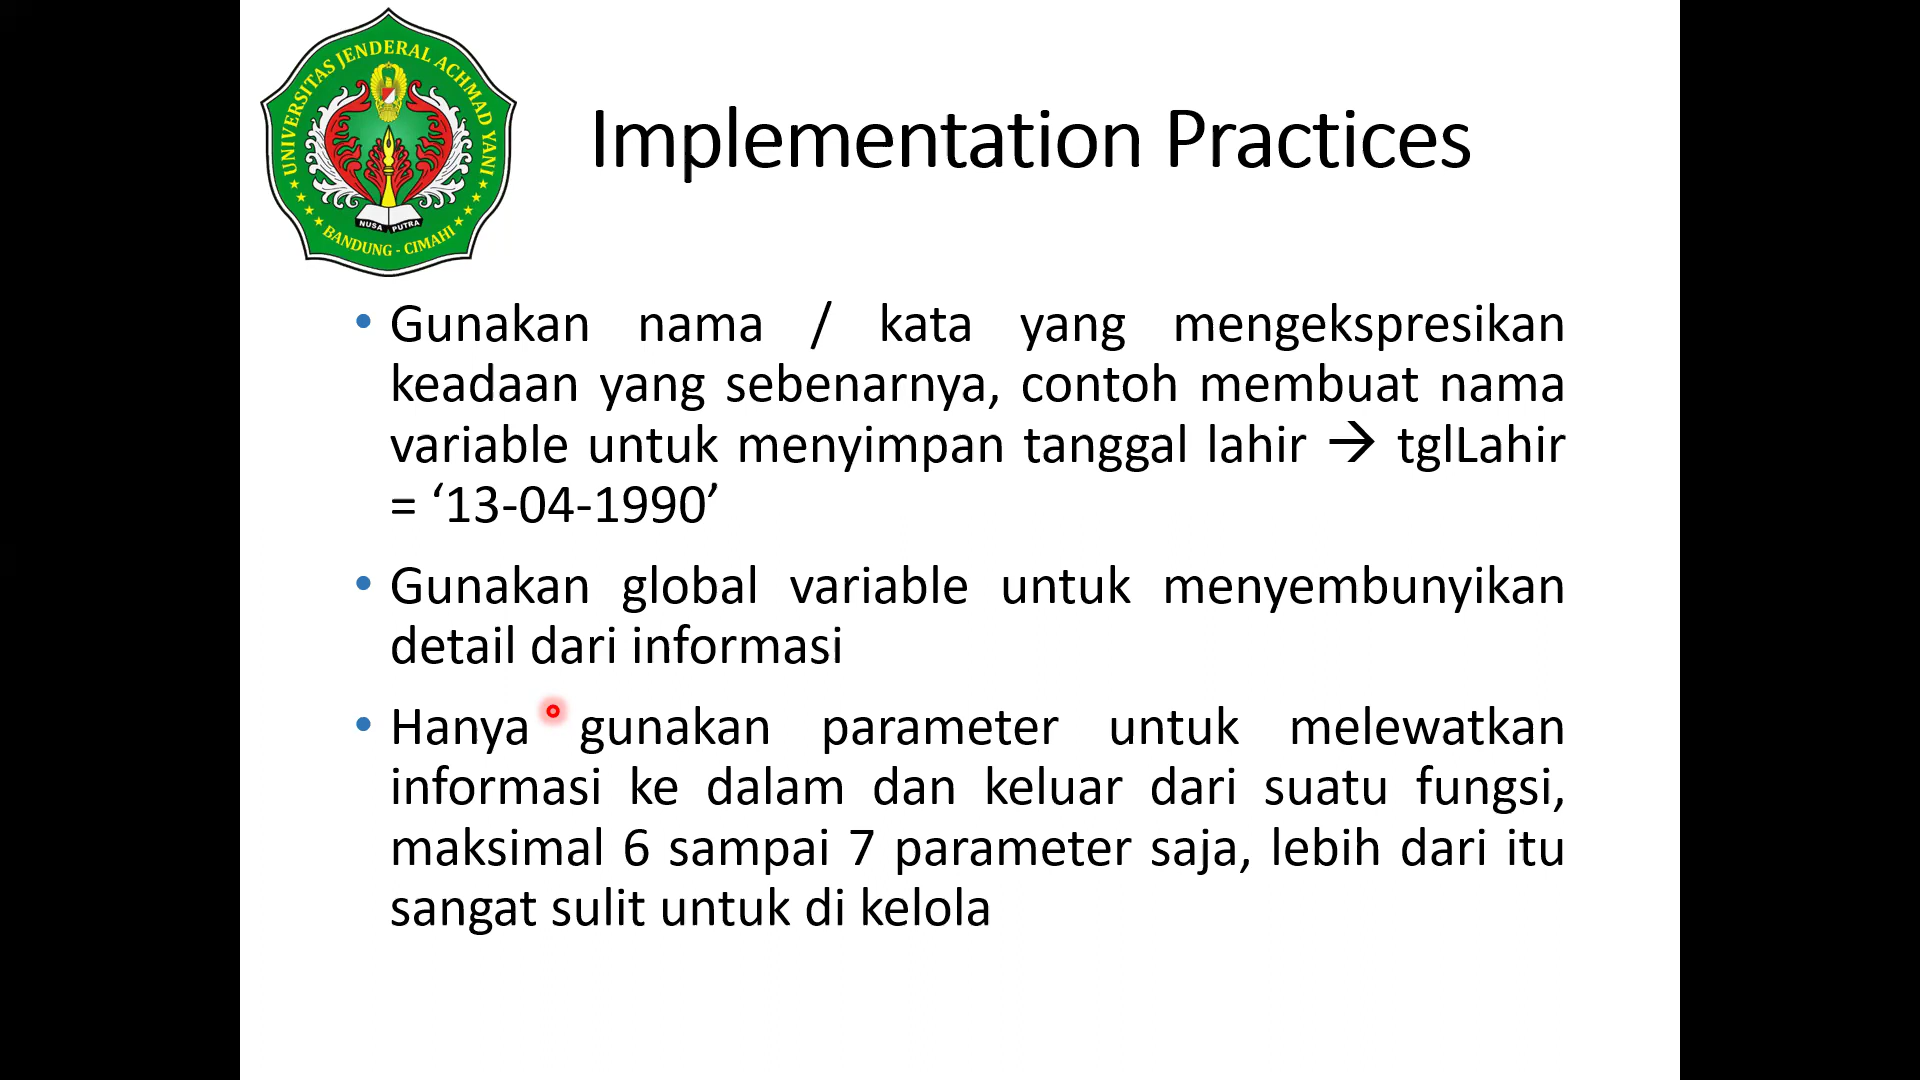 UNIVERSITAS JENDERAL ACHMAD YANI
NUSA PUTRA
BANDUNG - CIMAHI
Implementation Practices
• Gunakan nama / kata yang mengekspresikan
keadaan yang sebenarnya, contoh membuat nama
variable untuk menyimpan tanggal lahir → tglLahir
= ‘13-04-1990’
• Gunakan global variable untuk menyembunyikan
detail dari informasi
• Hanya gunakan parameter untuk melewatkan
informasi ke dalam dan keluar dari suatu fungsi,
maksimal 6 sampai 7 parameter saja, lebih dari itu
sangat sulit untuk di kelola